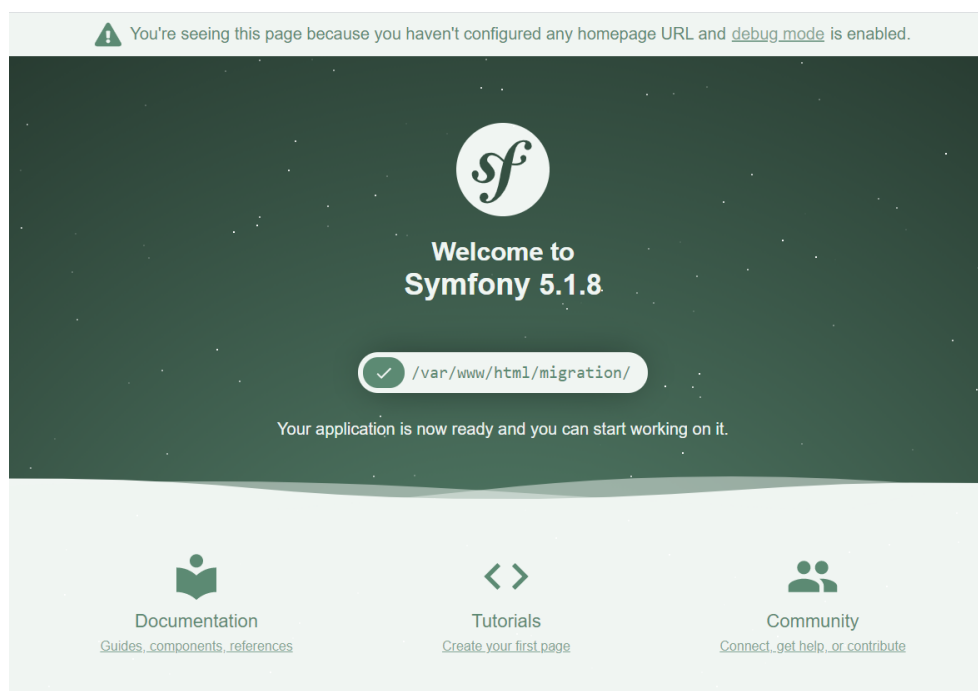 You're seeing this page because you haven't configured any homepage URL and debug mode is enabled.
sf
Welcome to
Symfony 5.1.8
/var/www/html/migration/
Your application is now ready and you can start working on it.
Documentation
Guides, components, references
Tutorials
Create your first page
Community
Connect, get help, or contribute